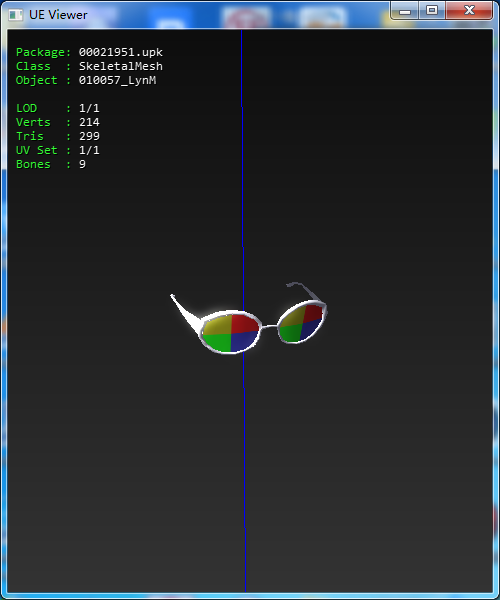 UE Viewer
Package: 00021951.upk
Class : SkeletalMesh
Object : 010057_LynM
LOD : 1/1
Verts : 214
Tris : 299
UV Set : 1/1
Bones : 9